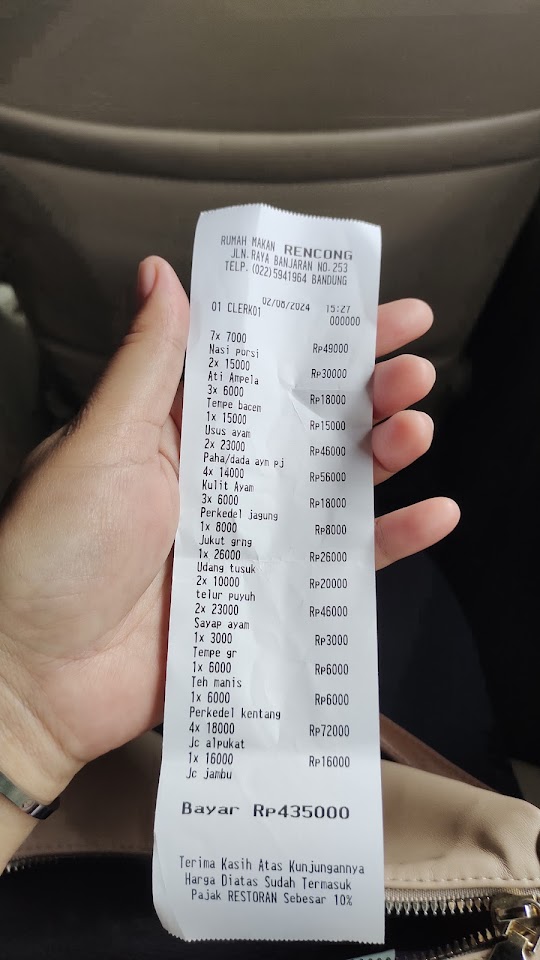 RUMAH MAKAN RENCONG
JLN.RAYA BANJARAN NO.253
TELP.(022)5941964 BANDUNG
02/08/2024 15:27
01 CLERK01 000000
7x 7000
Nasi pursi Rp49000
2x 15000
Ati Ampela Rp30000
3x 6000
Tempe bacem Rp18000
1x 15000
Usus ayam Rp15000
2x 23000
Paha/dada aym pj Rp46000
4x 14000
Kulit Ayam Rp56000
3x 6000
Perkedel jagung Rp18000
1x 8000
Jukut grng Rp8000
1x 26000
Udang tusuk Rp26000
2x 10000
telur puyuh Rp20000
2x 23000
Sayap ayam Rp46000
1x 3000
Tempe gr Rp3000
1x 6000
Teh manis Rp6000
1x 6000
Perkedel kentang Rp6000
4x 18000
Jc alpukat Rp72000
1x 16000
Jc jambu Rp16000
Bayar Rp435000
Terima Kasih Atas Kunjungannya
Harga Diatas Sudah Termasuk
Pajak RESTORAN Sebesar 10%